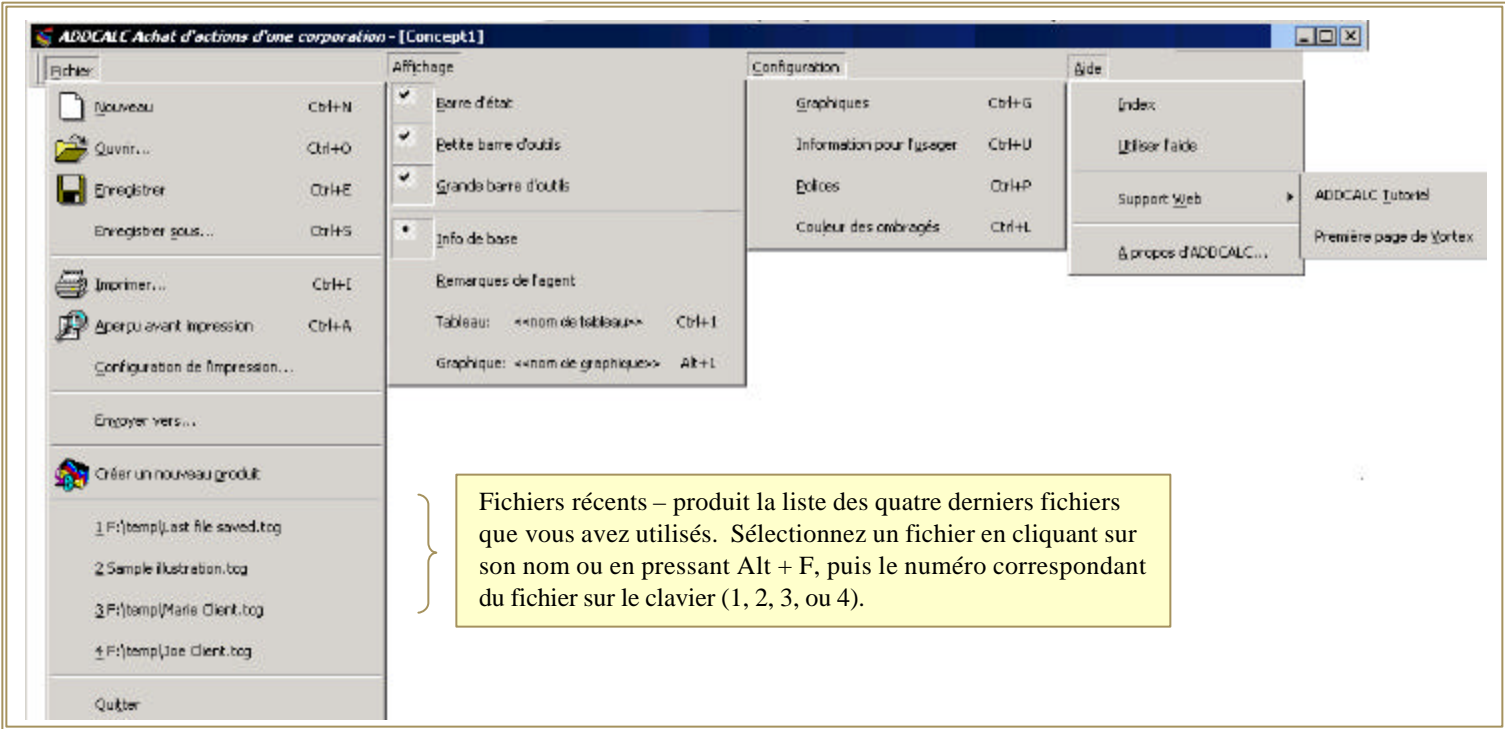 ADDCALC Achat d'actions d'une corporation - [Concept1]
Fichier
Nouveau Ctrl+N
Ouvrir... Ctrl+O
Enregistrer Ctrl+E
Enregistrer sous... Ctrl+S
Imprimer... Ctrl+I
Aperçu avant impression Ctrl+A
Configuration de l'impression...
Envoyer vers...
Créer un nouveau produit
1 F:\temp\Last file saved.tcg
2 Sample illustration.tcg
3 F:\temp\Marie Client.tcg
4 F:\temp\Joe Client.tcg
Quitter
Affichage
Barre d'état
Petite barre d'outils
Grande barre d'outils
Info de base
Remarques de l'agent
Tableau: <<nom de tableau>> Ctrl+1
Graphique: <<nom de graphique>> Alt+1
Configuration
Graphiques Ctrl+G
Information pour l'usager Ctrl+U
Polices Ctrl+P
Couleur des ombragés Ctrl+L
Aide
Index
Utiliser l'aide
Support Web
A propos d'ADDCALC...
ADDCALC Tutoriel
Première page de Vortex
Fichiers récents – produit la liste des quatre derniers fichiers
que vous avez utilisés. Sélectionnez un fichier en cliquant sur
son nom ou en pressant Alt + F, puis le numéro correspondant
du fichier sur le clavier (1, 2, 3, ou 4).